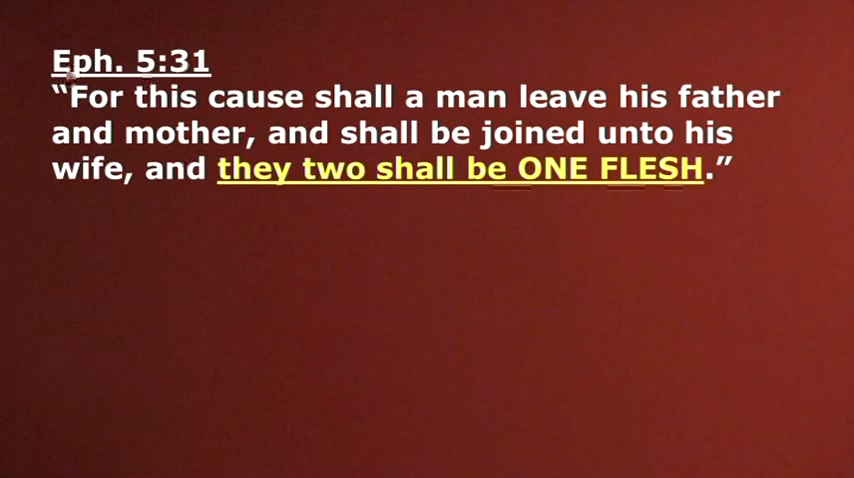 Eph. 5:31
“For this cause shall a man leave his father
and mother, and shall be joined unto his
wife, and they two shall be ONE FLESH.”